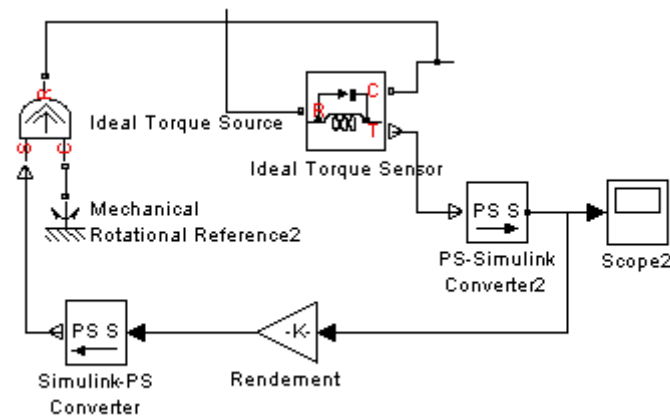 R
Ideal Torque Source
S
C
R
C
T
Ideal Torque Sensor
Mechanical
Rotational Reference2
PS S
PS-Simulink
Converter2
Scope2
PS S
Simulink-PS
Converter
-K-
Rendement